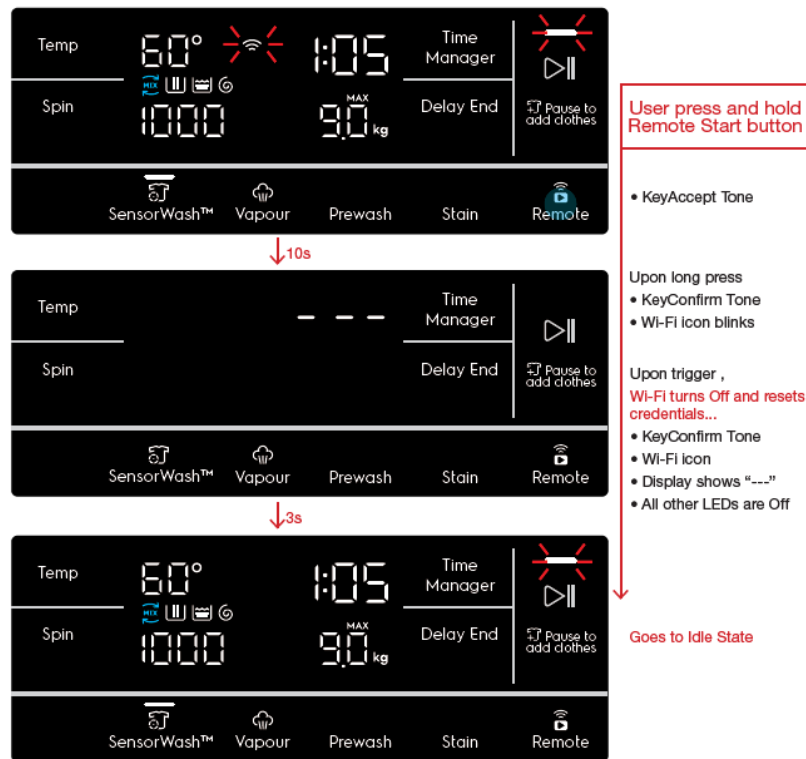 Temp
60°
1:05
Time
Manager
MIX
Spin
1000
MAX
9.0 kg
Delay End
Pause to
add clothes
SensorWash™
Vapour
Prewash
Stain
Remote
User press and hold
Remote Start button
• KeyAccept Tone
10s
Temp
- - -
Time
Manager
Spin
Delay End
Pause to
add clothes
SensorWash™
Vapour
Prewash
Stain
Remote
Upon long press
• KeyConfirm Tone
• Wi-Fi icon blinks
Upon trigger ,
Wi-Fi turns Off and resets
credentials...
• KeyConfirm Tone
• Wi-Fi icon
• Display shows “---”
• All other LEDs are Off
3s
Temp
60°
1:05
Time
Manager
MIX
Spin
1000
MAX
9.0 kg
Delay End
Pause to
add clothes
SensorWash™
Vapour
Prewash
Stain
Remote
Goes to Idle State